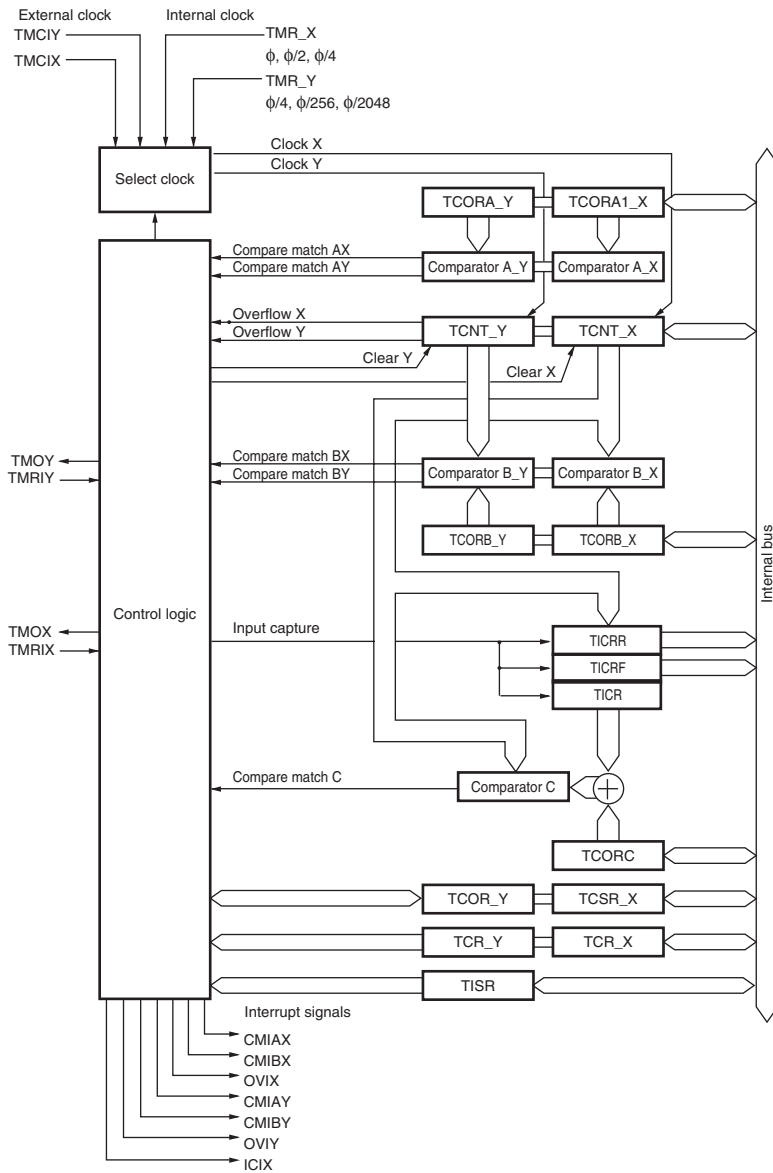 External clock
Internal clock
TMCIY
TMR_X
TMCIX
ϕ, ϕ/2, ϕ/4
TMR_Y
ϕ/4, ϕ/256, ϕ/2048
Clock X
Select clock
Clock Y
TCORA_Y
TCORA1_X
Compare match AX
Compare match AY
Comparator A_Y
Comparator A_X
Overflow X
Overflow Y
TCNT_Y
TCNT_X
Clear Y
Clear X
TMOY
TMRIY
Compare match BX
Compare match BY
Comparator B_Y
Comparator B_X
TCORB_Y
TCORB_X
Internal bus
Control logic
TMOX
TMRIX
Input capture
TICRR
TICRF
TICR
Compare match C
Comparator C
TCORC
TCOR_Y
TCSR_X
TCR_Y
TCR_X
TISR
Interrupt signals
CMIAX
CMIBX
OVIX
CMIAY
CMIBY
OVIY
ICIX